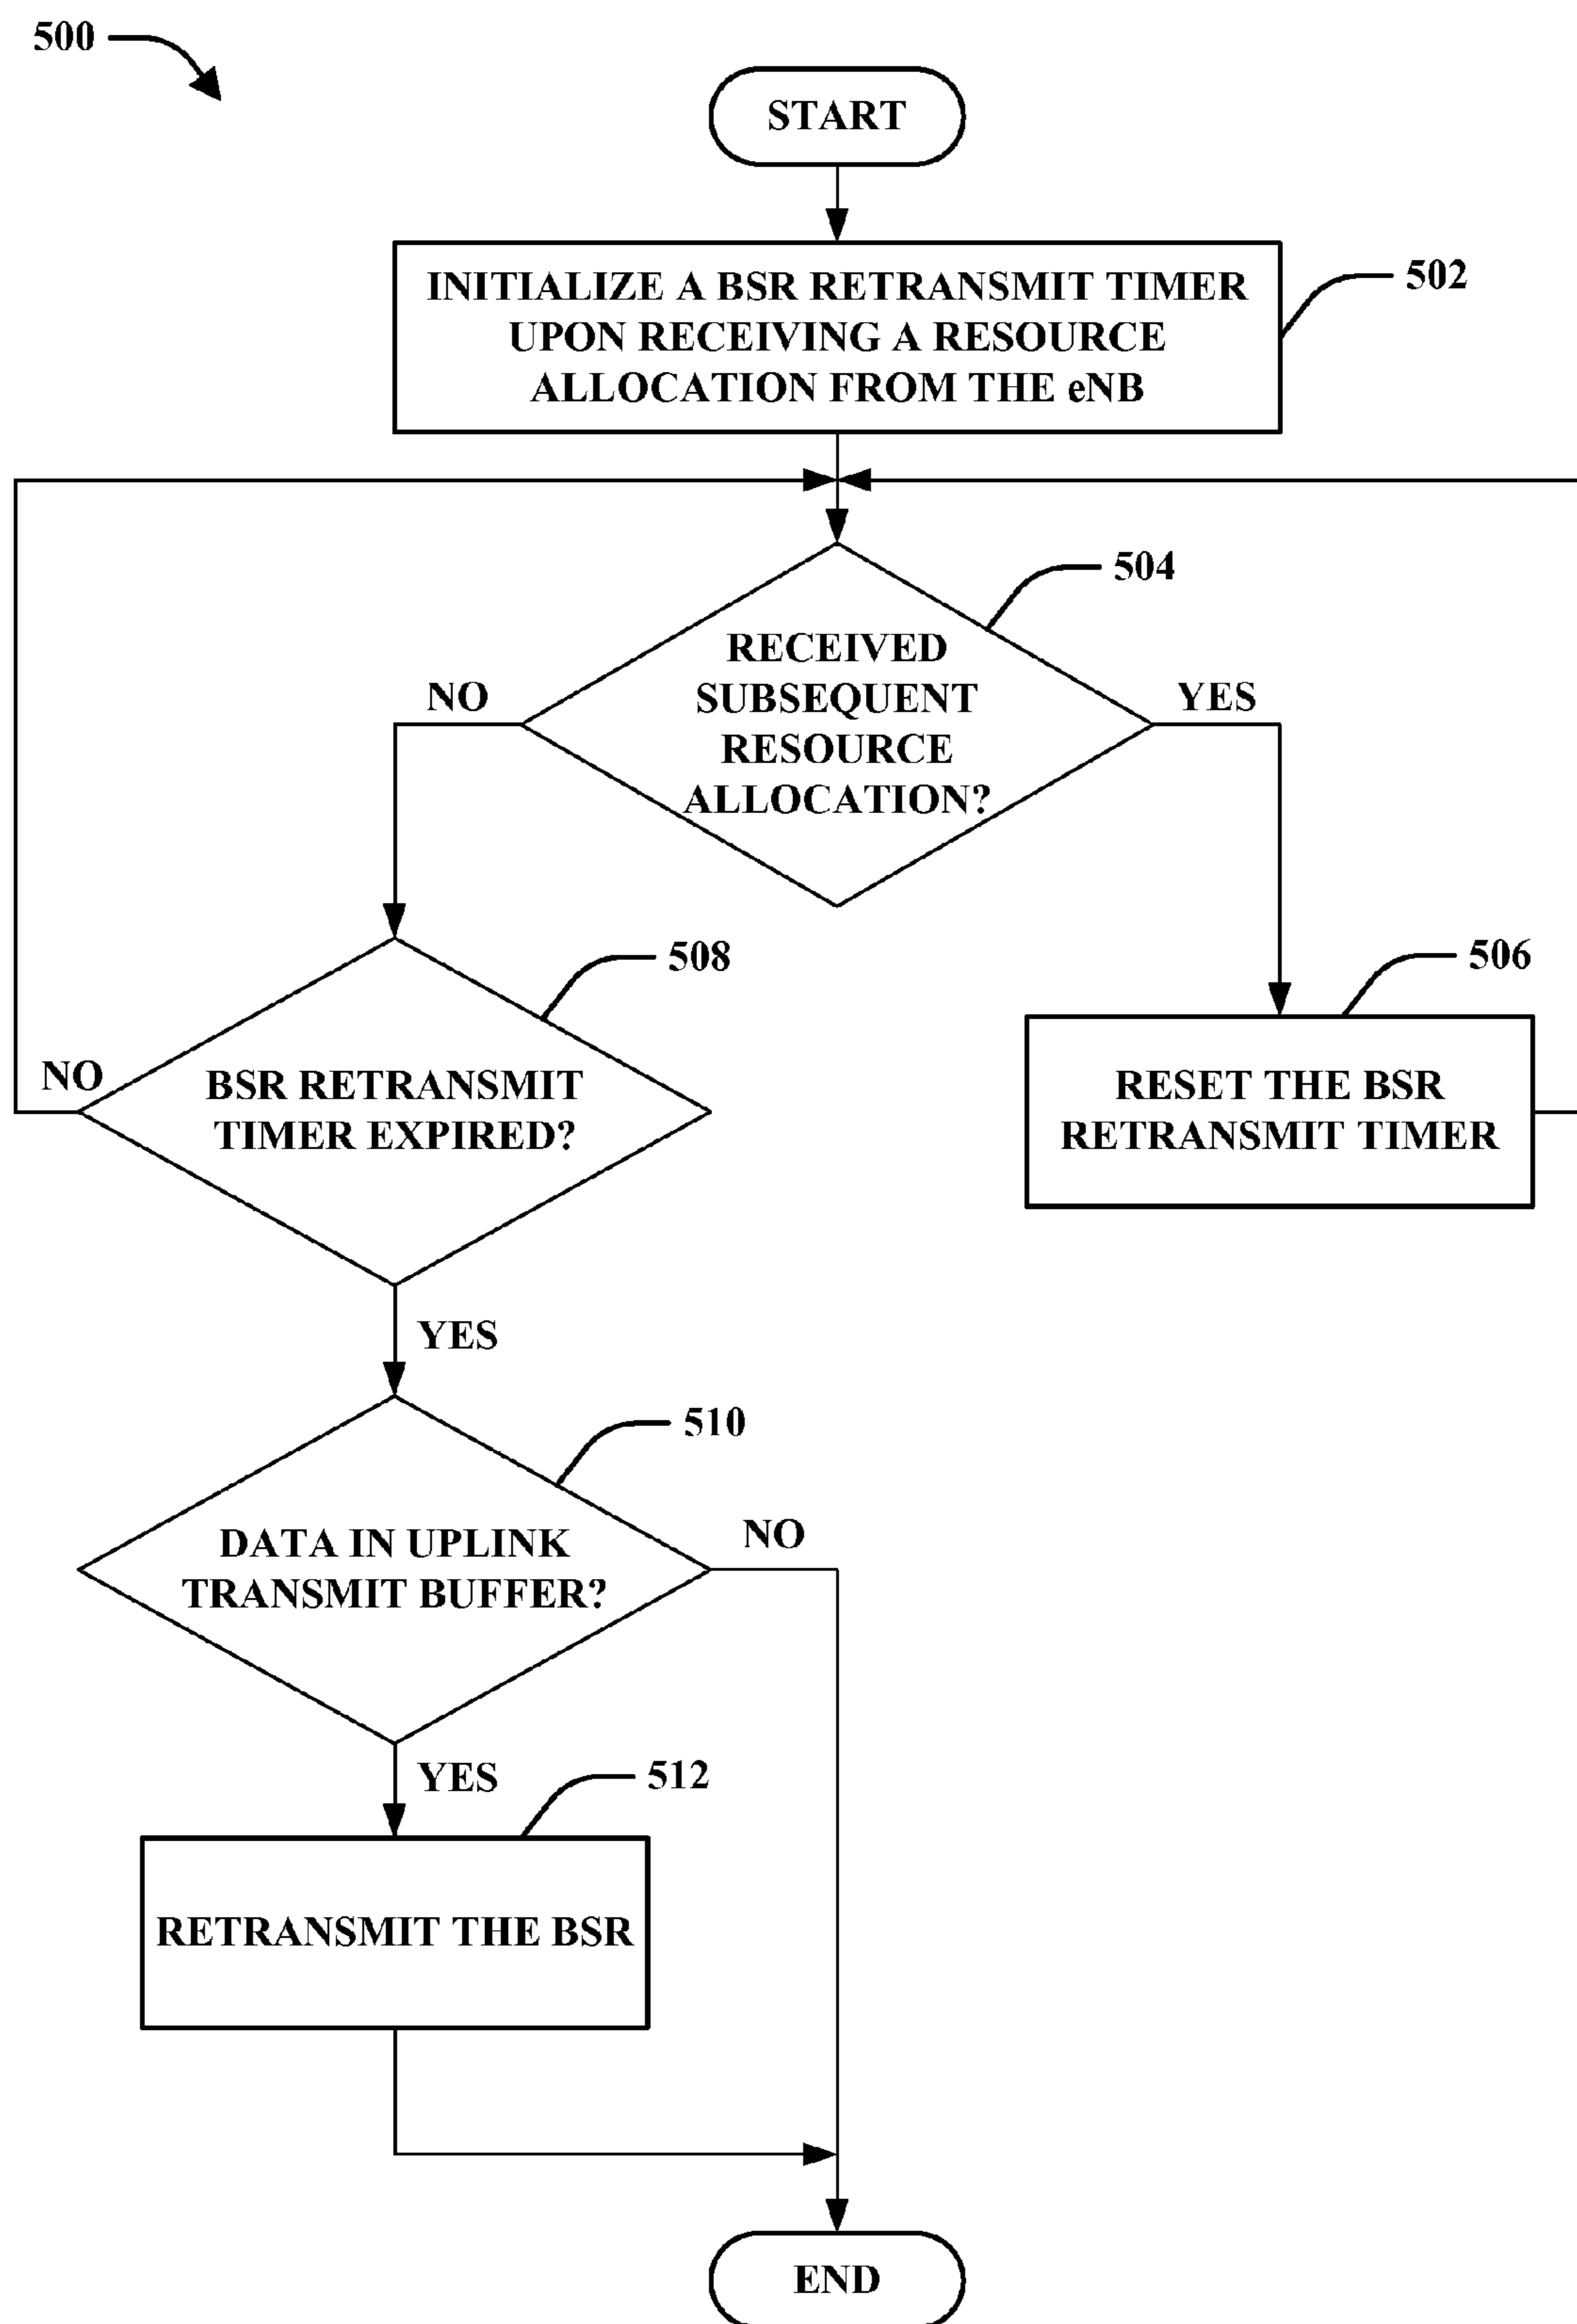 500
START
INITIALIZE A BSR RETRANSMIT TIMER
UPON RECEIVING A RESOURCE
ALLOCATION FROM THE eNB
502
504
RECEIVED
SUBSEQUENT
RESOURCE
ALLOCATION?
NO
YES
508
506
NO
BSR RETRANSMIT
TIMER EXPIRED?
RESET THE BSR
RETRANSMIT TIMER
YES
510
DATA IN UPLINK
TRANSMIT BUFFER?
NO
YES
512
RETRANSMIT THE BSR
END